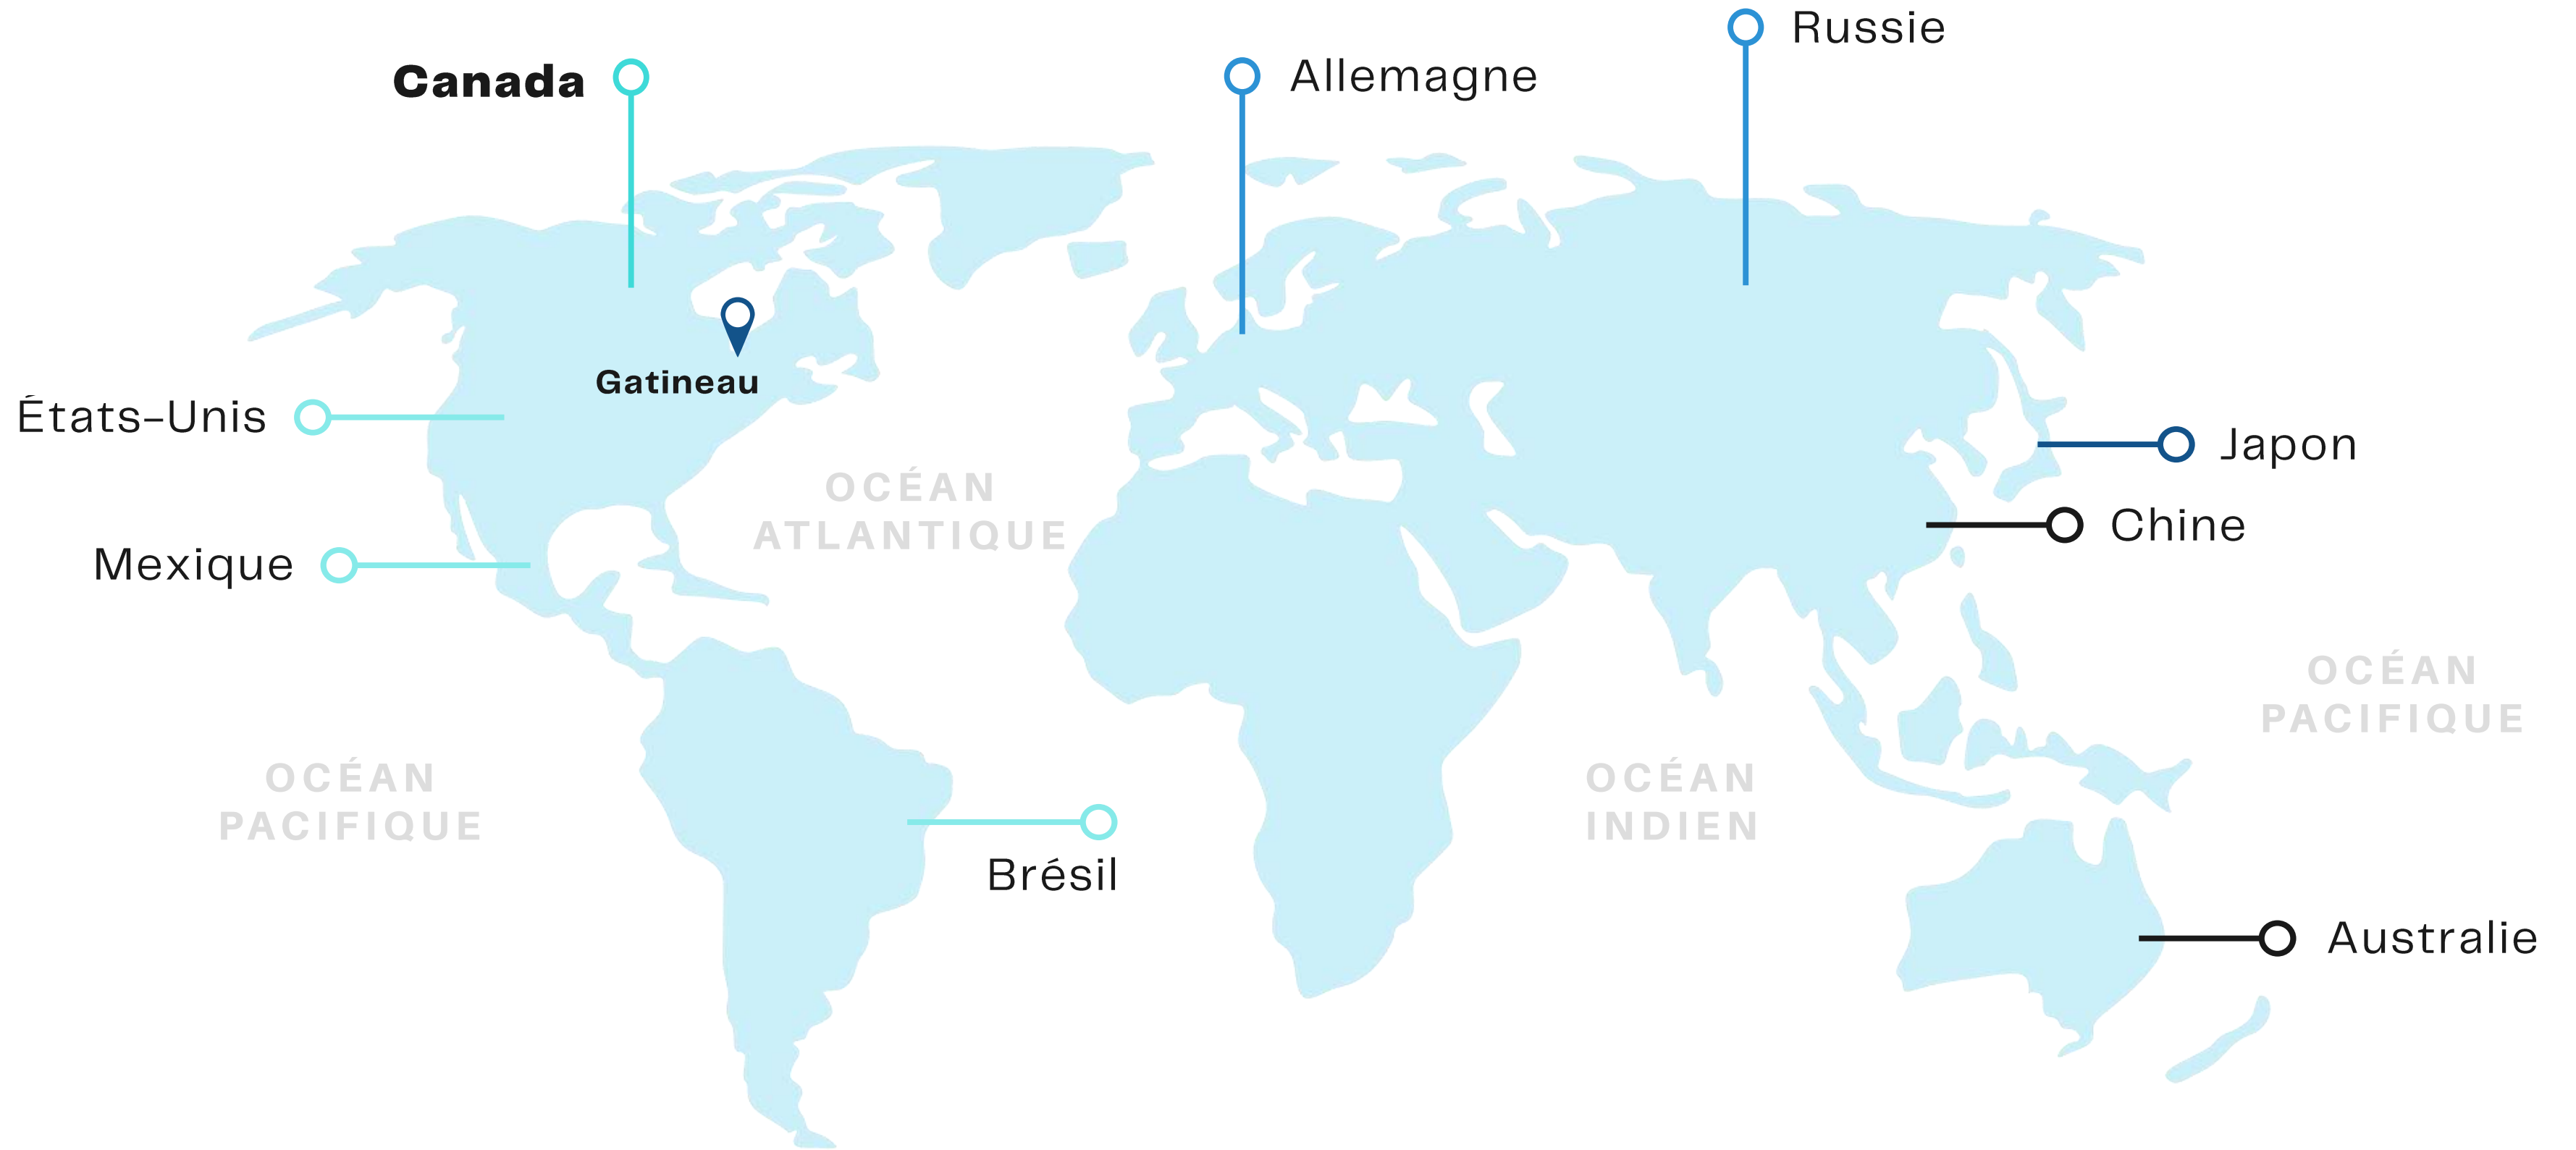 Russie
Canada
Allemagne
Gatineau
États-Unis
Japon
OCÉAN
ATLANTIQUE
Chine
Mexique
OCÉAN
PACIFIQUE
OCÉAN
PACIFIQUE
OCÉAN
INDIEN
Brésil
Australie